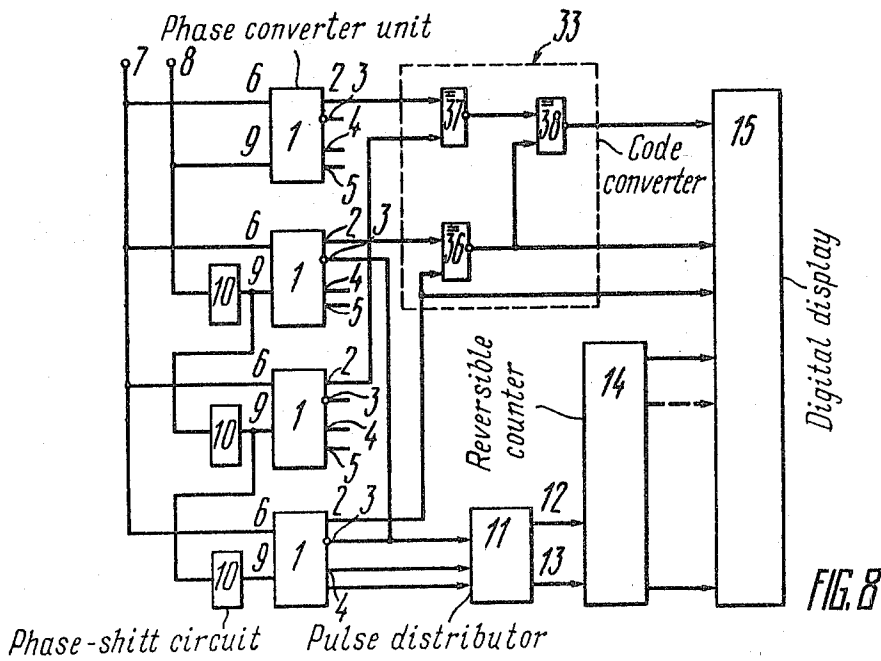 Phase converter unit
33
7 8
6 2 3
1 4
9 5
37
38
15
Code
converter
6 2 3
10 9 1 4
5
36
6 2
3
10 9 1 4
5
Reversible
counter
14
Digital display
6 2 3
10 9 1 4
11
12
13
Phase-shitt circuit
Pulse distributor
FIG. 8